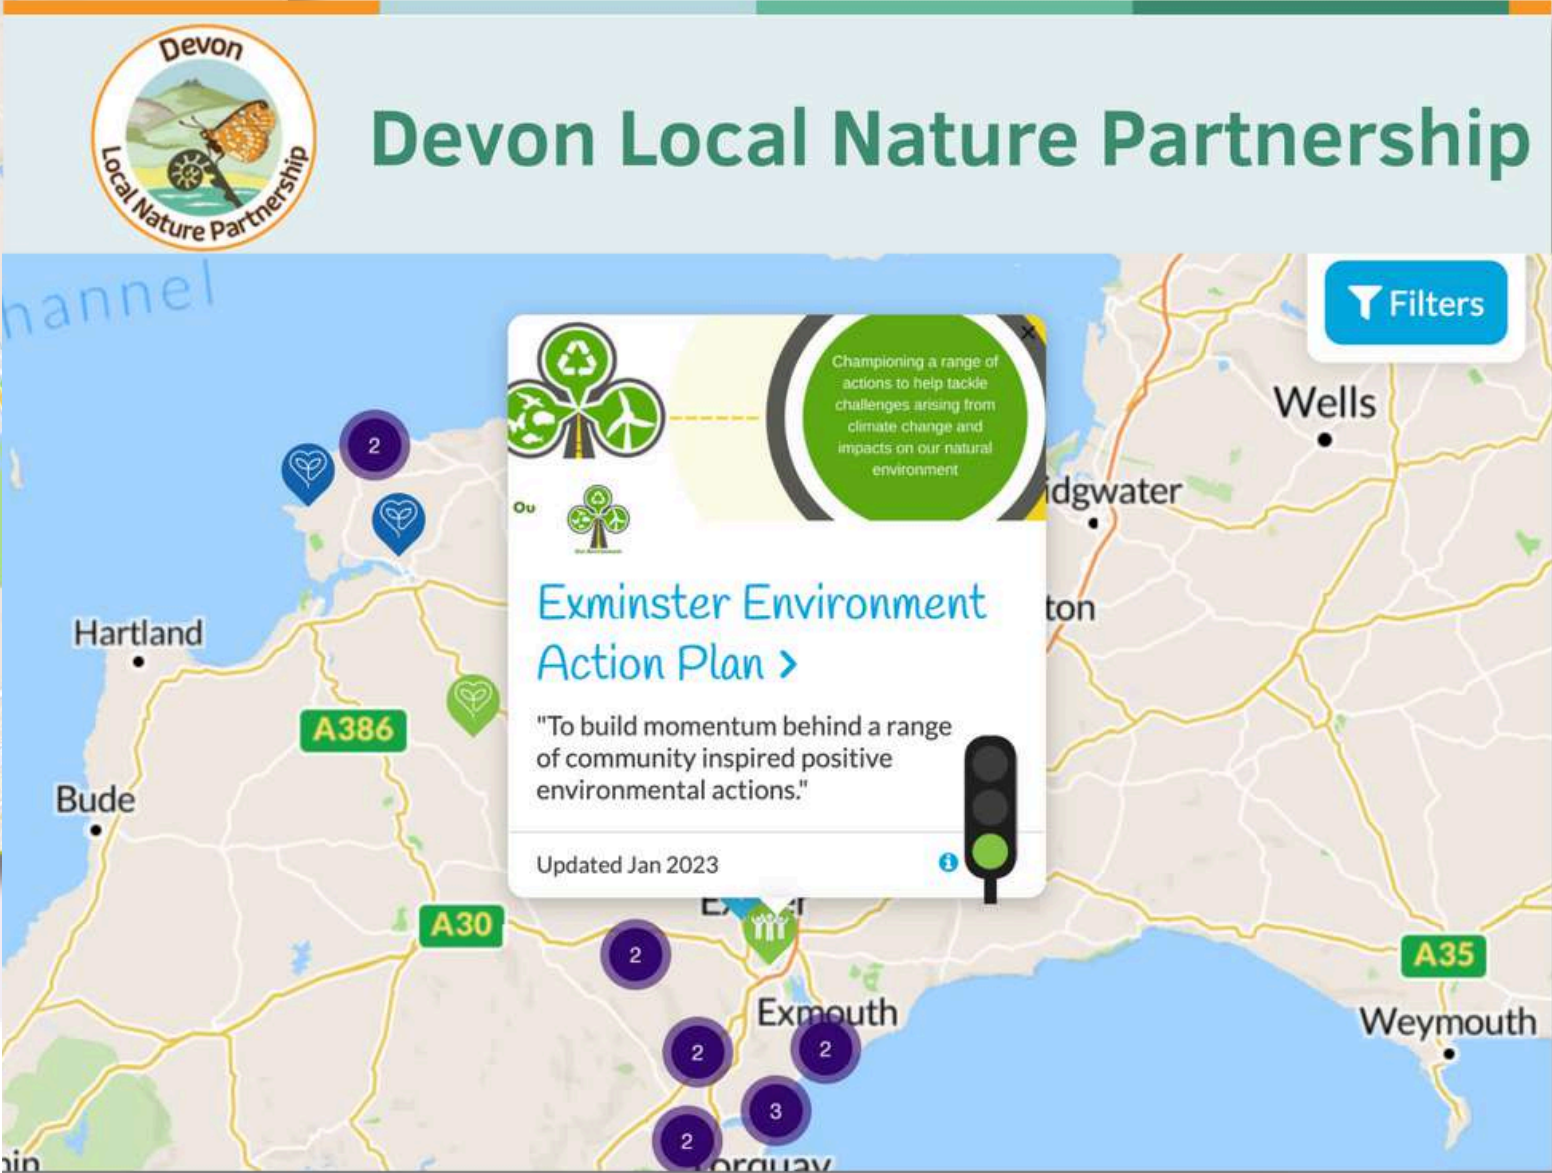 Devon
Local Nature Partnership
Devon Local Nature Partnership
hannel
Filters
Championing a range of
actions to help tackle
challenges arising from
climate change and
impacts on our natural
environment
Wells
2
idgwater
Ou
Exminster Environment
Action Plan >
ton
Hartland
A386
"To build momentum behind a range
of community inspired positive
environmental actions."
Bude
Updated Jan 2023
i
A30
2
A35
Exmouth
Weymouth
2
2
3
2
orquay